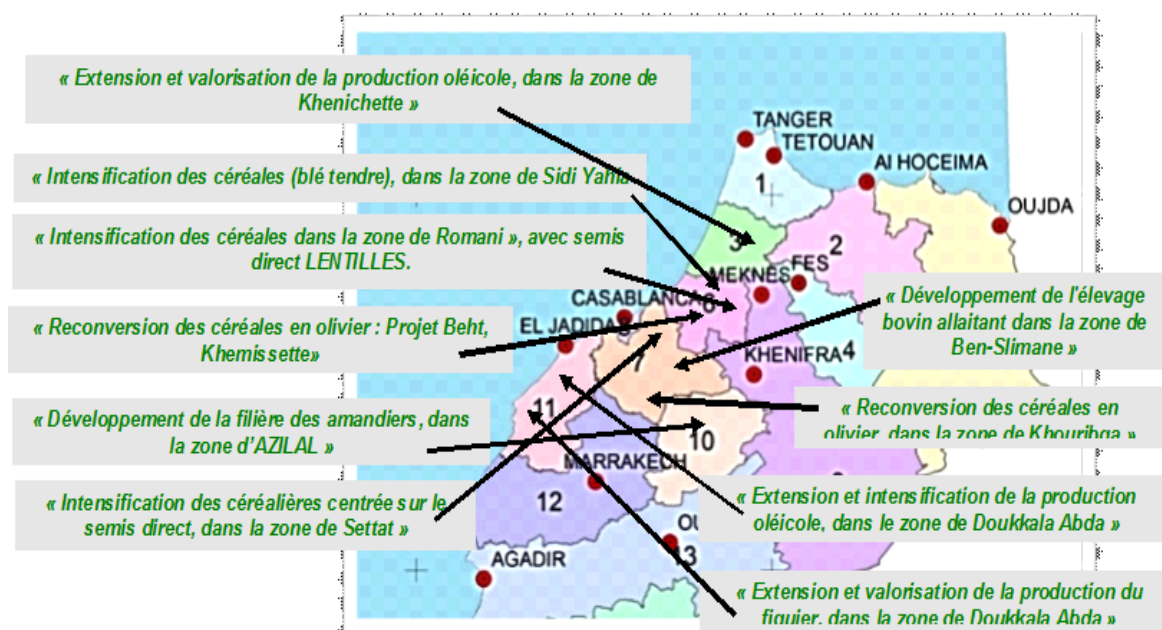 « Extension et valorisation de la production oléicole, dans la zone de
Khenichette »
« Intensification des céréales (blé tendre), dans la zone de Sidi Yahia
« Intensification des céréales dans la zone de Romani », avec semis
direct LENTILLES.
« Reconversion des céréales en olivier : Projet Beht,
Khemissette»
« Développement de la filière des amandiers, dans
la zone d'AZILAL »
« Intensification des céréalières centrée sur le
semis direct, dans la zone de Settat »
TANGER
TETOUAN
Al HOCEIMA
OUJDA
1
2
3
MEKNES
FES
CASABLANCA
6
EL JADIDA
7
KHENIFRA
4
11
10
MARRAKECH
12
OU
13
AGADIR
« Développement de l'élevage
bovin allaitant dans la zone de
Ben-Slimane »
« Reconversion des céréales en
olivier, dans la zone de Khouribga »
« Extension et intensification de la production
oléicole, dans le zone de Doukkala Abda »
« Extension et valorisation de la production du
figuier, dans la zone de Doukkala Abda »